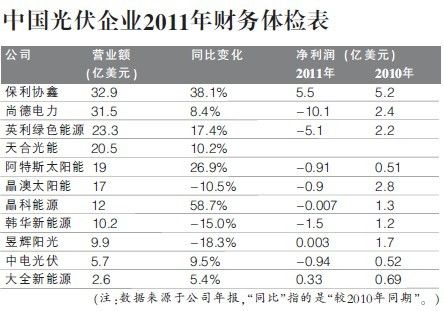 中国光伏企业2011年财务体检表
公司 营业额 同比变化 净利润(亿美元)
(亿美元) 2011年 2010年
保利协鑫 32.9 38.1% 5.5 5.2
尚德电力 31.5 8.4% -10.1 2.4
英利绿色能源 23.3 17.4% -5.1 2.2
天合光能 20.5 10.2%
阿特斯太阳能 19 26.9% -0.91 0.51
晶澳太阳能 17 -10.5% -0.9 2.8
晶科能源 12 58.7% -0.007 1.3
韩华新能源 10.2 -15.0% -1.5 1.2
昱辉阳光 9.9 -18.3% 0.003 1.7
中电光伏 5.7 9.5% -0.94 0.52
大全新能源 2.6 5.4% 0.33 0.69
(注:数据来源于公司年报,“同比”指的是“较2010年同期”。)